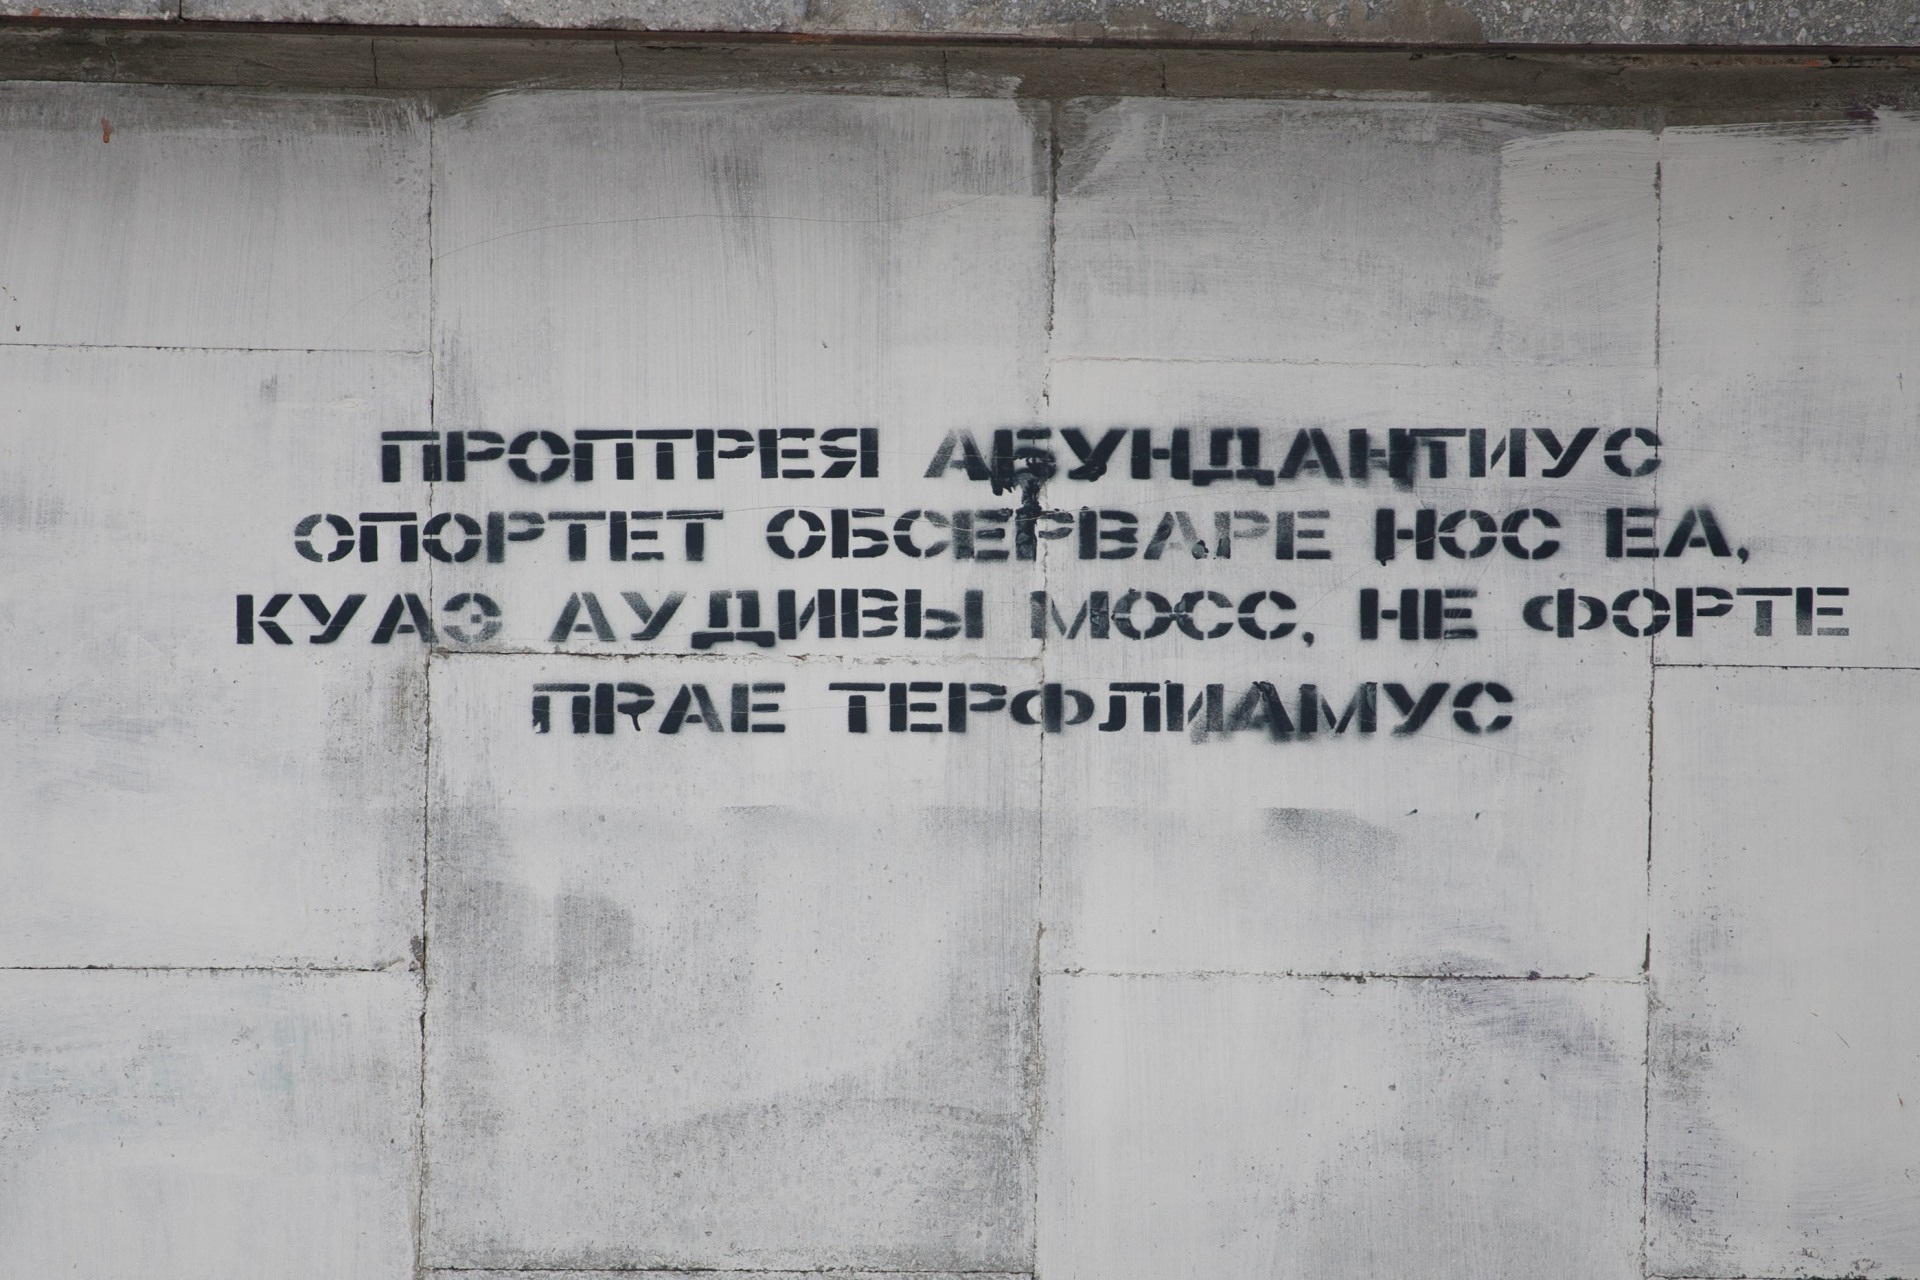 ПРОПТРЕЯ АБУНДАНТИУС
ОПОРТЕТ ОБСЕРВАРЕ НОС ЕА,
КУАЭ АУДИВЫ МОСС, НЕ ФОРТЕ
ПRАЕ ТЕРФЛИАМУС